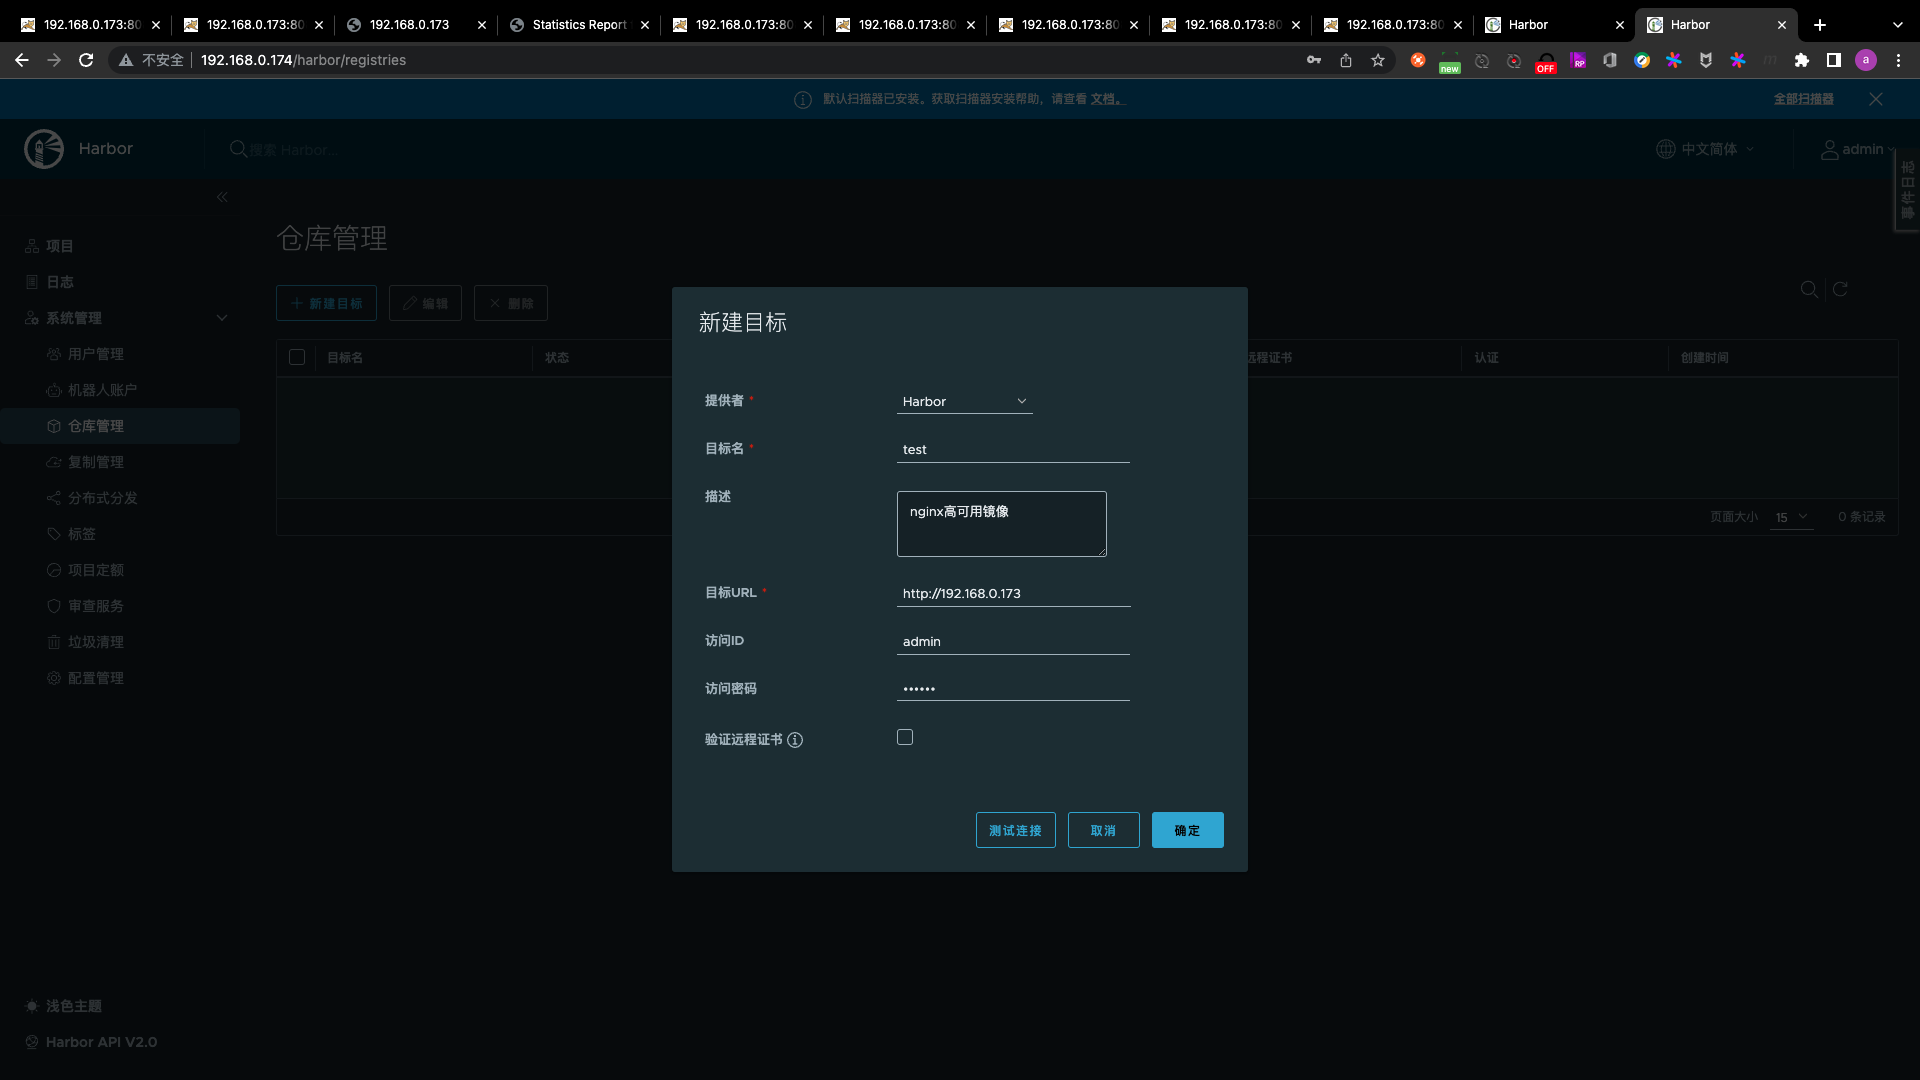 192.168.0.173:80
192.168.0.173:80
192.168.0.173
Statistics Report
192.168.0.173:80
192.168.0.173:80
192.168.0.173:80
192.168.0.173:80
192.168.0.173:80
Harbor
Harbor
不安全
192.168.0.174/harbor/registries
new
OFF
RP
a
默认扫描器已安装。获取扫描器安装帮助，请查看 文档。
全部扫描器
Harbor
搜索 Harbor...
中文简体
admin
事件日志
项目
日志
系统管理
用户管理
机器人账户
仓库管理
复制管理
分布式分发
标签
项目定额
审查服务
垃圾清理
配置管理
浅色主题
Harbor API V2.0
仓库管理
新建目标
编辑
删除
目标名
状态
远程证书
认证
创建时间
页面大小
15
0 条记录
新建目标
提供者 *
Harbor
目标名 *
test
描述
nginx高可用镜像
目标URL *
http://192.168.0.173
访问ID
admin
访问密码
••••••
验证远程证书
测试连接
取消
确定